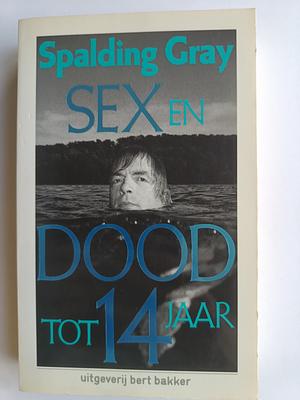 Spalding Gray
SEX EN
DOOD
TOT 14 JAAR
uitgeverij bert bakker